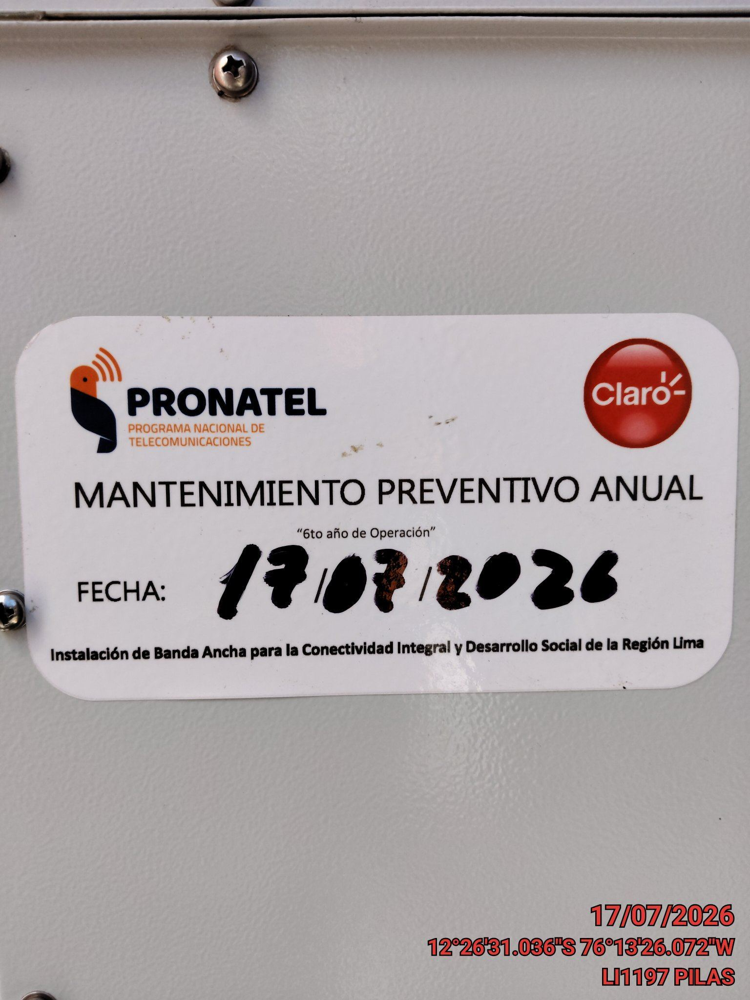 PRONATEL
PROGRAMA NACIONAL DE
TELECOMUNICACIONES
Claro
MANTENIMIENTO PREVENTIVO ANUAL
“6to año de Operación”
FECHA: 17/07/2026
Instalación de Banda Ancha para la Conectividad Integral y Desarrollo Social de la Región Lima
17/07/2026
12°26'31.036"S 76°13'26.072"W
LI1197 PILAS